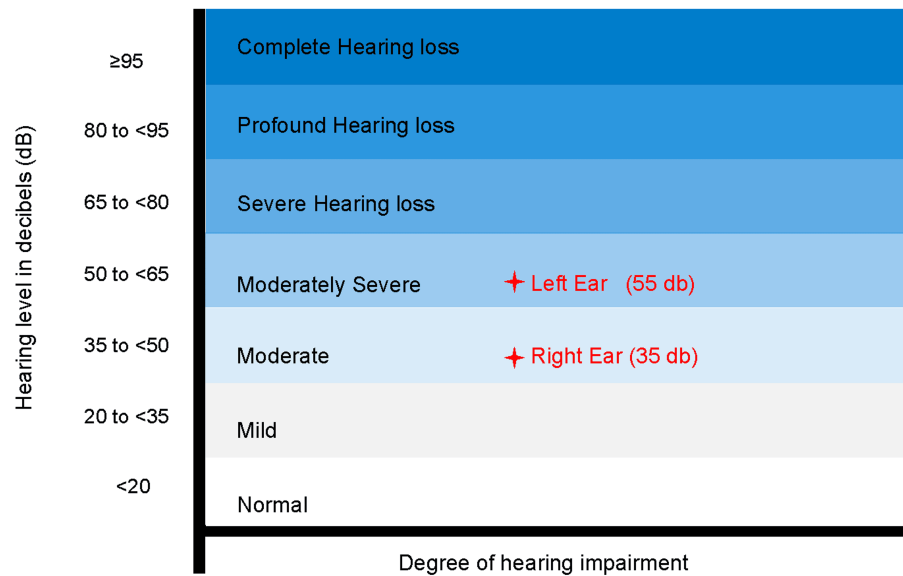 Hearing level in decibels (dB)
≥95
Complete Hearing loss
80 to <95
Profound Hearing loss
65 to <80
Severe Hearing loss
50 to <65
Moderately Severe
Left Ear (55 db)
35 to <50
Moderate
Right Ear (35 db)
20 to <35
Mild
<20
Normal
Degree of hearing impairment